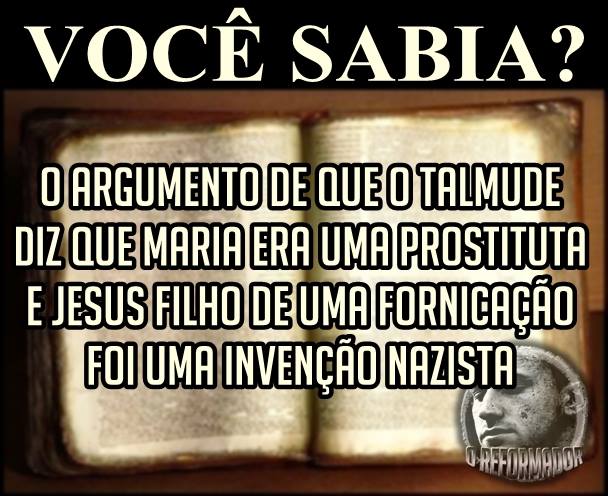 VOCÊ SABIA?
O ARGUMENTO DE QUE O TALMUDE
DIZ QUE MARIA ERA UMA PROSTITUTA
E JESUS FILHO DE UMA FORNICAÇÃO
FOI UMA INVENÇÃO NAZISTA
O REFORMADOR